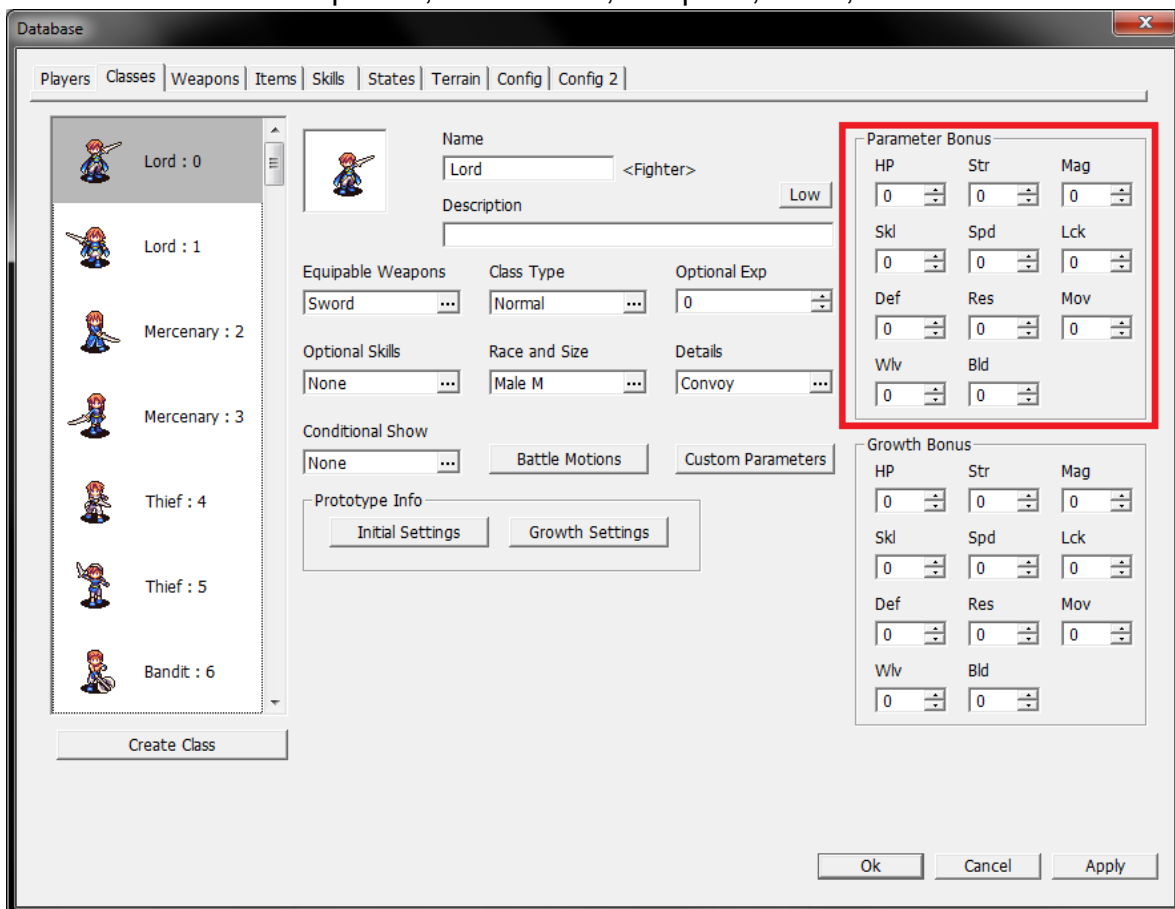 Database
Players Classes Weapons Items Skills States Terrain Config Config 2
Lord : 0
Lord : 1
Mercenary : 2
Mercenary : 3
Thief : 4
Thief : 5
Bandit : 6
Create Class
Name
Lord <Fighter>
Low
Description
Equipable Weapons Class Type Optional Exp
Sword ... Normal ... 0
Optional Skills Race and Size Details
None ... Male M ... Convoy ...
Conditional Show
None ... Battle Motions Custom Parameters
Prototype Info
Initial Settings Growth Settings
Parameter Bonus
HP Str Mag
0 0 0
Skl Spd Lck
0 0 0
Def Res Mov
0 0 0
Wlv Bld
0 0
Growth Bonus
HP Str Mag
0 0 0
Skl Spd Lck
0 0 0
Def Res Mov
0 0 0
Wlv Bld
0 0
Ok Cancel Apply